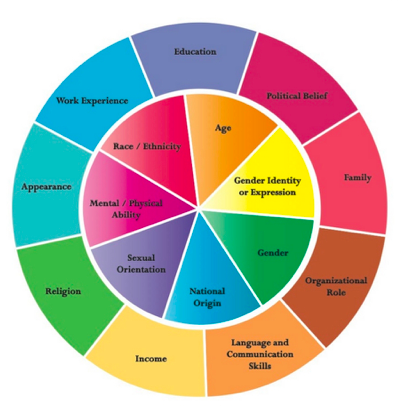 Education
Political Belief
Family
Organizational
Role
Language and
Communication
Skills
Income
Religion
Appearance
Work Experience
Age
Gender Identity
or Expression
Gender
National
Origin
Sexual
Orientation
Mental / Physical
Ability
Race / Ethnicity